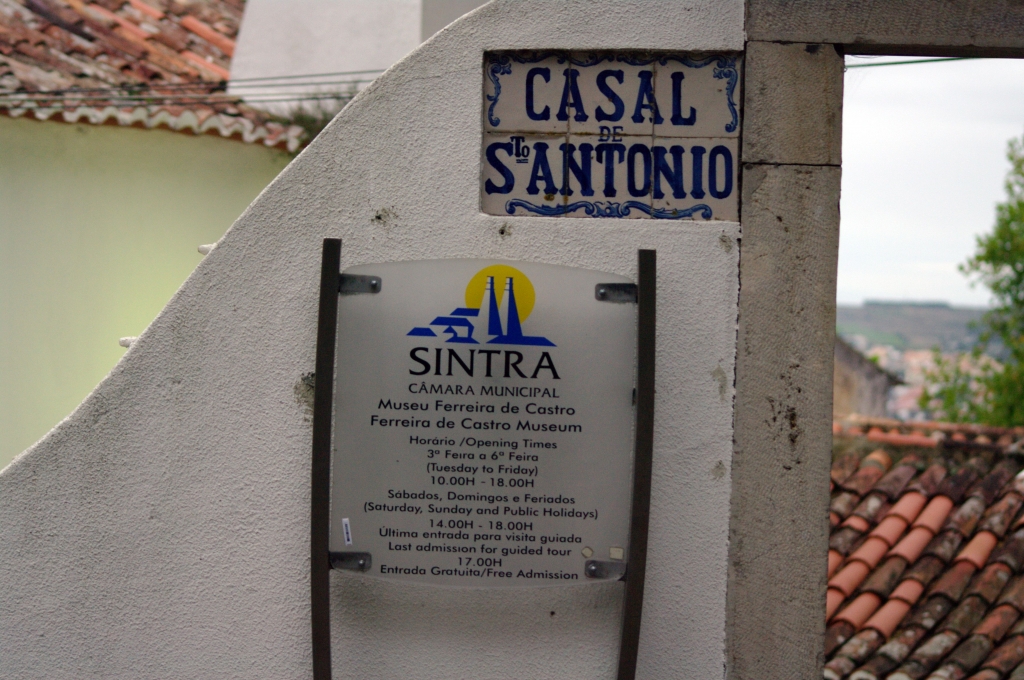 CASAL
DE
STO ANTONIO
SINTRA
CÂMARA MUNICIPAL
Museu Ferreira de Castro
Ferreira de Castro Museum
Horário /Opening Times
3ª Feira a 6ª Feira
(Tuesday to Friday)
10.00H - 18.00H
Sábados, Domingos e Feriados
(Saturday, Sunday and Public Holidays)
14.00H - 18.00H
Última entrada para visita guiada
Last admission for guided tour
17.00H
Entrada Gratuita/Free Admission